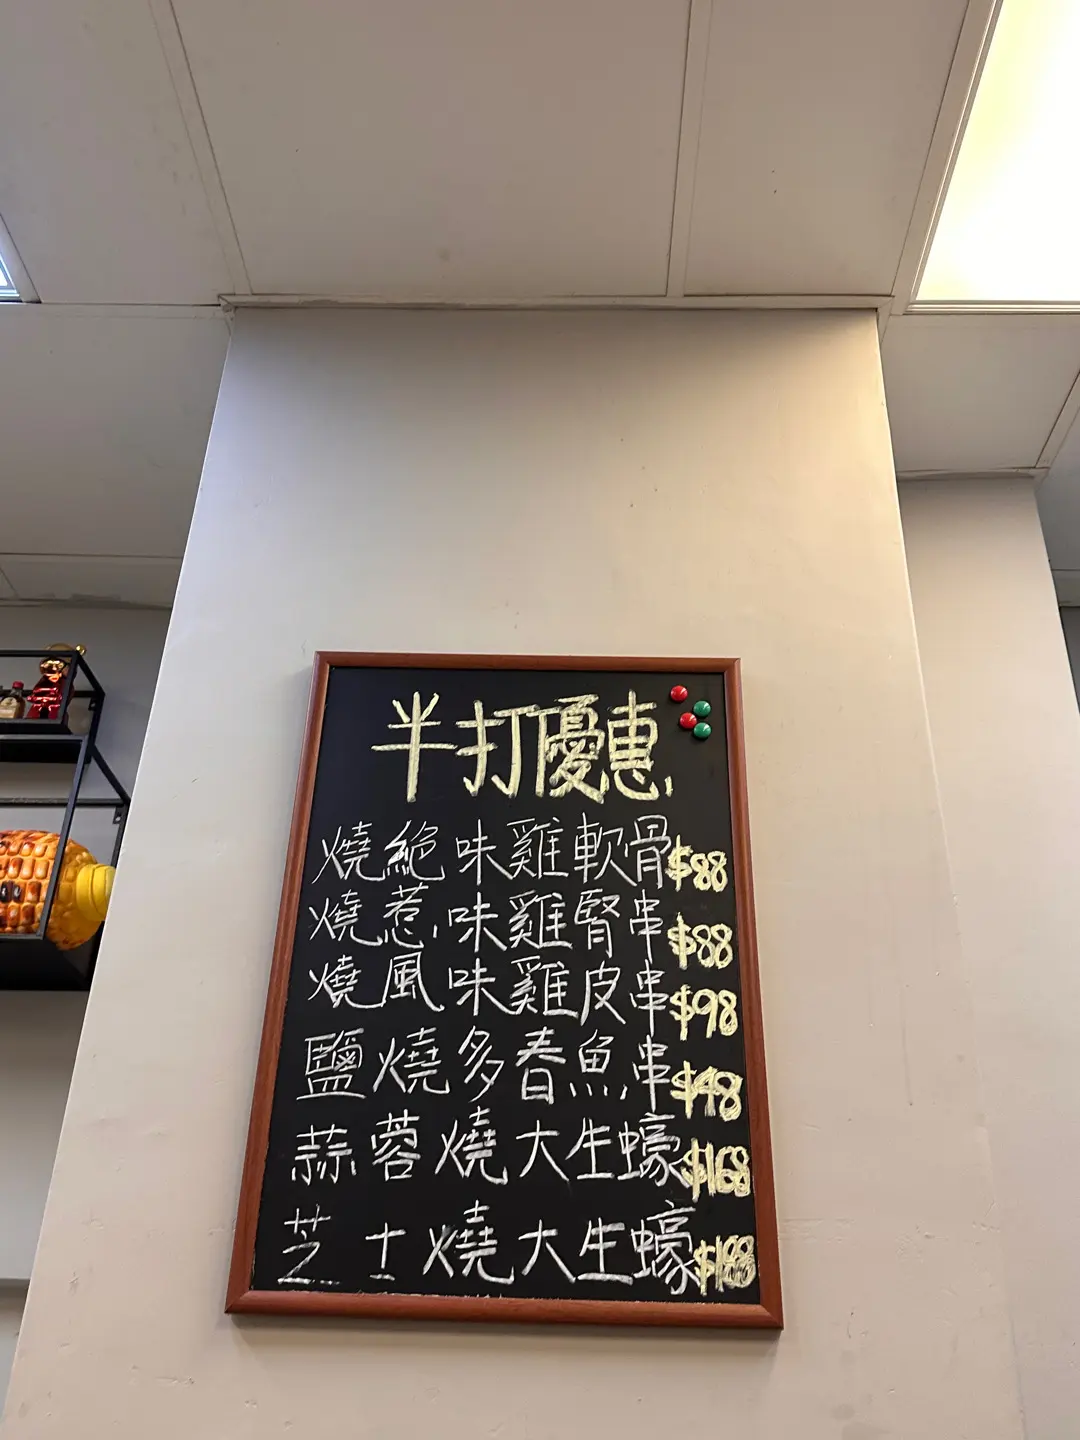 半打優惠
燒絕味雞軟骨$88
燒惹味雞腎串$88
燒風味雞皮串$98
鹽燒多春魚串$48
蒜蓉燒大生蠔$168
芝士燒大生蠔$188